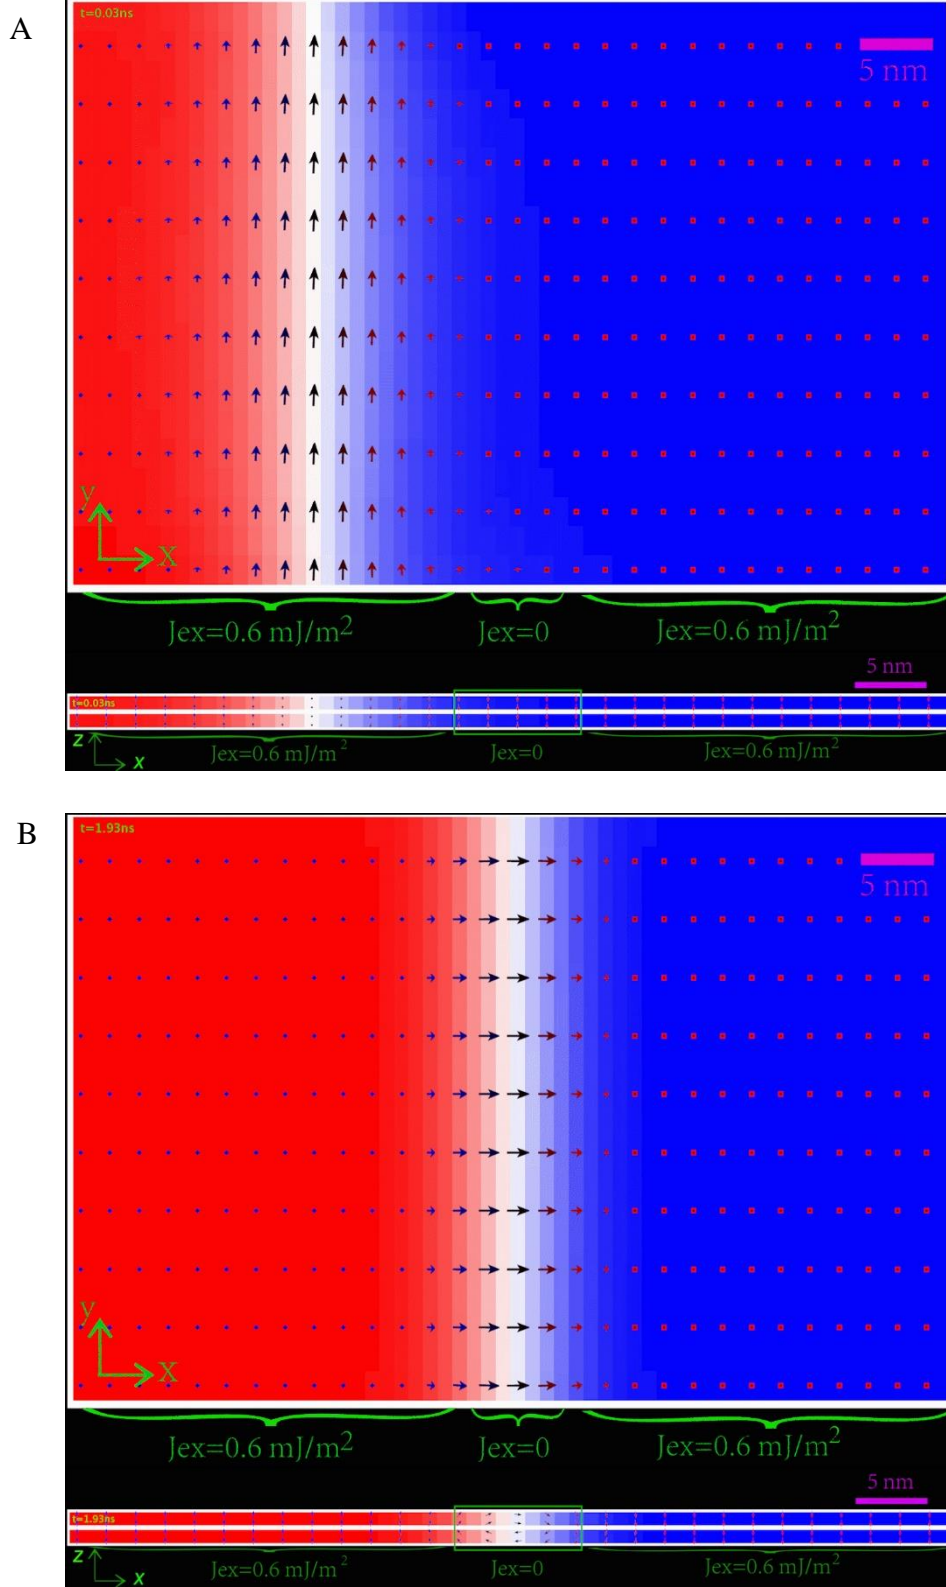 A
t=0.03ns
5 nm
y
X
Jex=0.6 mJ/m²
Jex=0
Jex=0.6 mJ/m²
5 nm
t=0.03ns
z
x
Jex=0.6 mJ/m²
Jex=0
Jex=0.6 mJ/m²
B
t=1.93ns
5 nm
y
X
Jex=0.6 mJ/m²
Jex=0
Jex=0.6 mJ/m²
5 nm
t=1.93ns
z
x
Jex=0.6 mJ/m²
Jex=0
Jex=0.6 mJ/m²